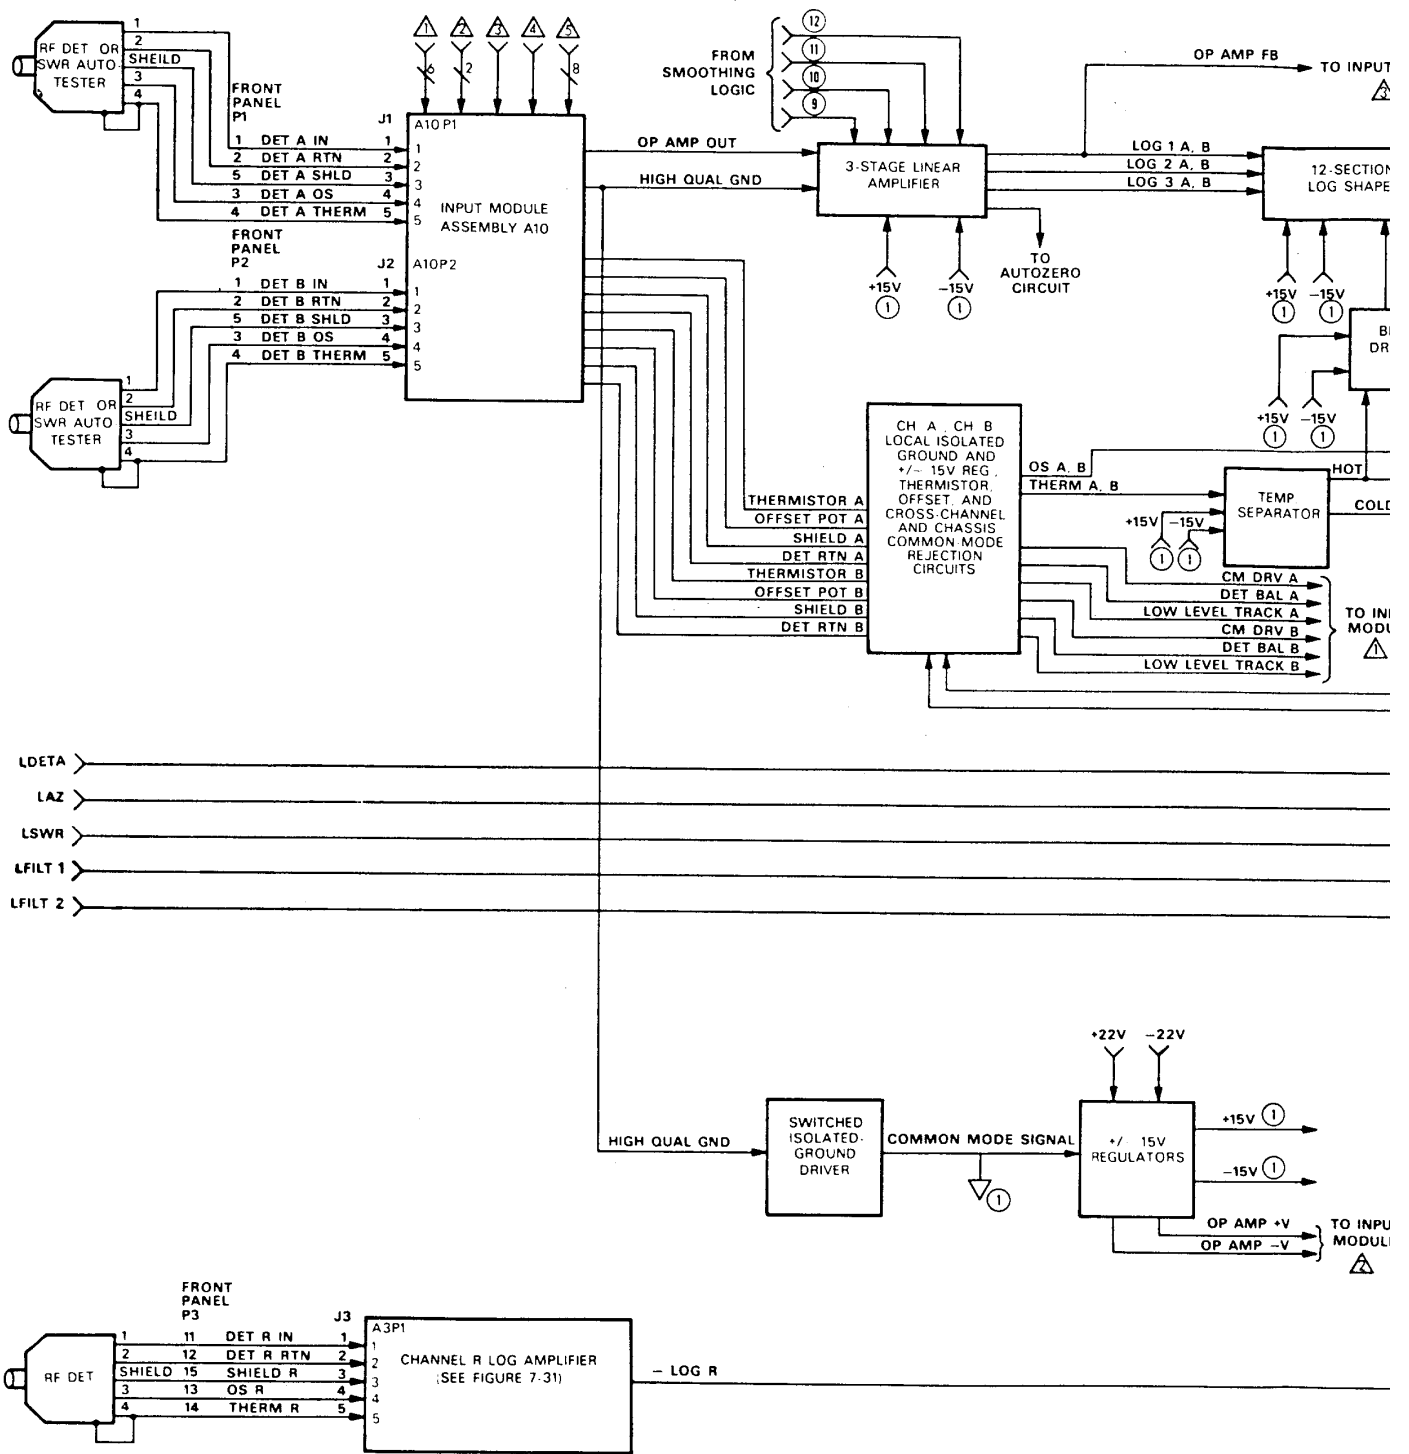 RF DET OR
SWR AUTO
TESTER
1
2
SHEILD
3
4
FRONT
PANEL
P1
J1
1 DET A IN 1
2 DET A RTN 2
5 DET A SHLD 3
3 DET A OS 4
4 DET A THERM 5
FRONT
PANEL
P2
J2
1 DET B IN 1
2 DET B RTN 2
5 DET B SHLD 3
3 DET B OS 4
4 DET B THERM 5
RF DET OR
SWR AUTO
TESTER
1
2
SHEILD
3
4
1 2 3 4 5
6 2 8
A10P1
1
2
3
4
5
INPUT MODULE
ASSEMBLY A10
A10P2
1
2
3
4
5
FROM
SMOOTHING
LOGIC
12
11
10
9
OP AMP OUT
HIGH QUAL GND
3-STAGE LINEAR
AMPLIFIER
+15V
1
-15V
1
TO
AUTOZERO
CIRCUIT
OP AMP FB
TO INPUT
3
LOG 1 A, B
LOG 2 A, B
LOG 3 A, B
12-SECTION
LOG SHAPE
+15V
1
-15V
1
B
DR
+15V
1
-15V
1
THERMISTOR A
OFFSET POT A
SHIELD A
DET RTN A
THERMISTOR B
OFFSET POT B
SHIELD B
DET RTN B
CH A , CH B
LOCAL ISOLATED
GROUND AND
+/- 15V REG ,
THERMISTOR,
OFFSET, AND
CROSS-CHANNEL
AND CHASSIS
COMMON-MODE
REJECTION
CIRCUITS
OS A, B
THERM A, B
+15V
1
-15V
1
TEMP
SEPARATOR
HOT
COLD
CM DRV A
DET BAL A
LOW LEVEL TRACK A
CM DRV B
DET BAL B
LOW LEVEL TRACK B
TO IN
MODU
1
LDETA
LAZ
LSWR
LFILT 1
LFILT 2
HIGH QUAL GND
SWITCHED
ISOLATED-
GROUND
DRIVER
COMMON MODE SIGNAL
1
+22V -22V
+/- 15V
REGULATORS
+15V 1
-15V 1
OP AMP +V
OP AMP -V
TO INPU
MODUL
2
FRONT
PANEL
P3
J3
RF DET
1 11 DET R IN 1
2 12 DET R RTN 2
SHIELD 15 SHIELD R 3
3 13 OS R 4
4 14 THERM R 5
A3P1
1
2
3
4
5
CHANNEL R LOG AMPLIFIER
(SEE FIGURE 7-31)
- LOG R